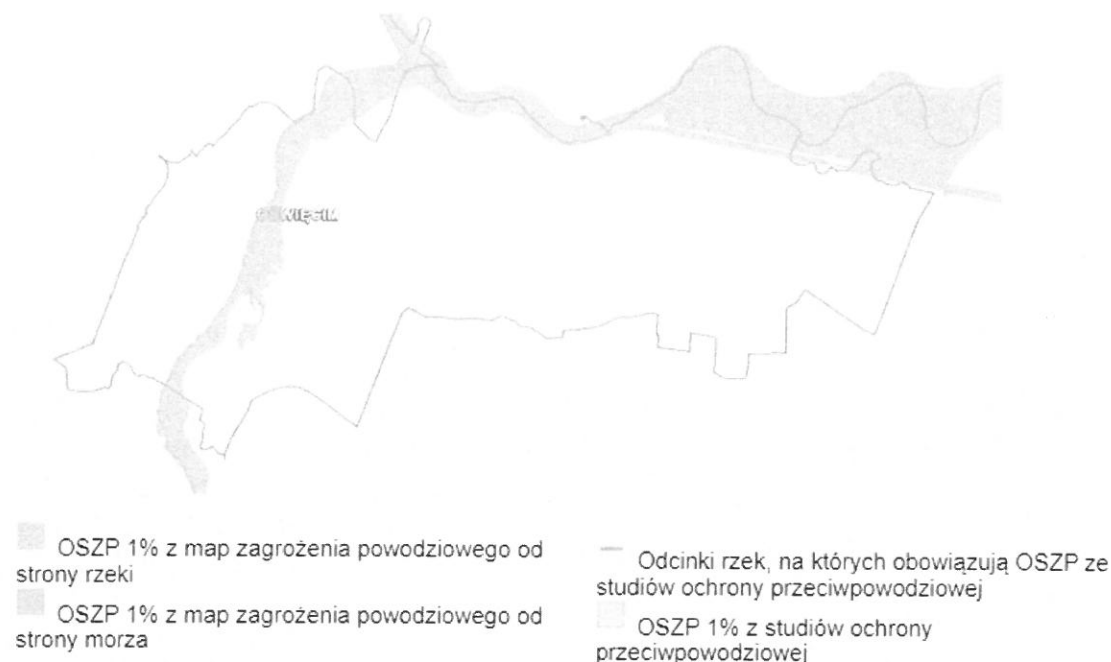 OŚWIĘCIM
OSZP 1% z map zagrożenia powodziowego od
strony rzeki
OSZP 1% z map zagrożenia powodziowego od
strony morza
Odcinki rzek, na których obowiązują OSZP ze
studiów ochrony przeciwpowodziowej
OSZP 1% z studiów ochrony
przeciwpowodziowej